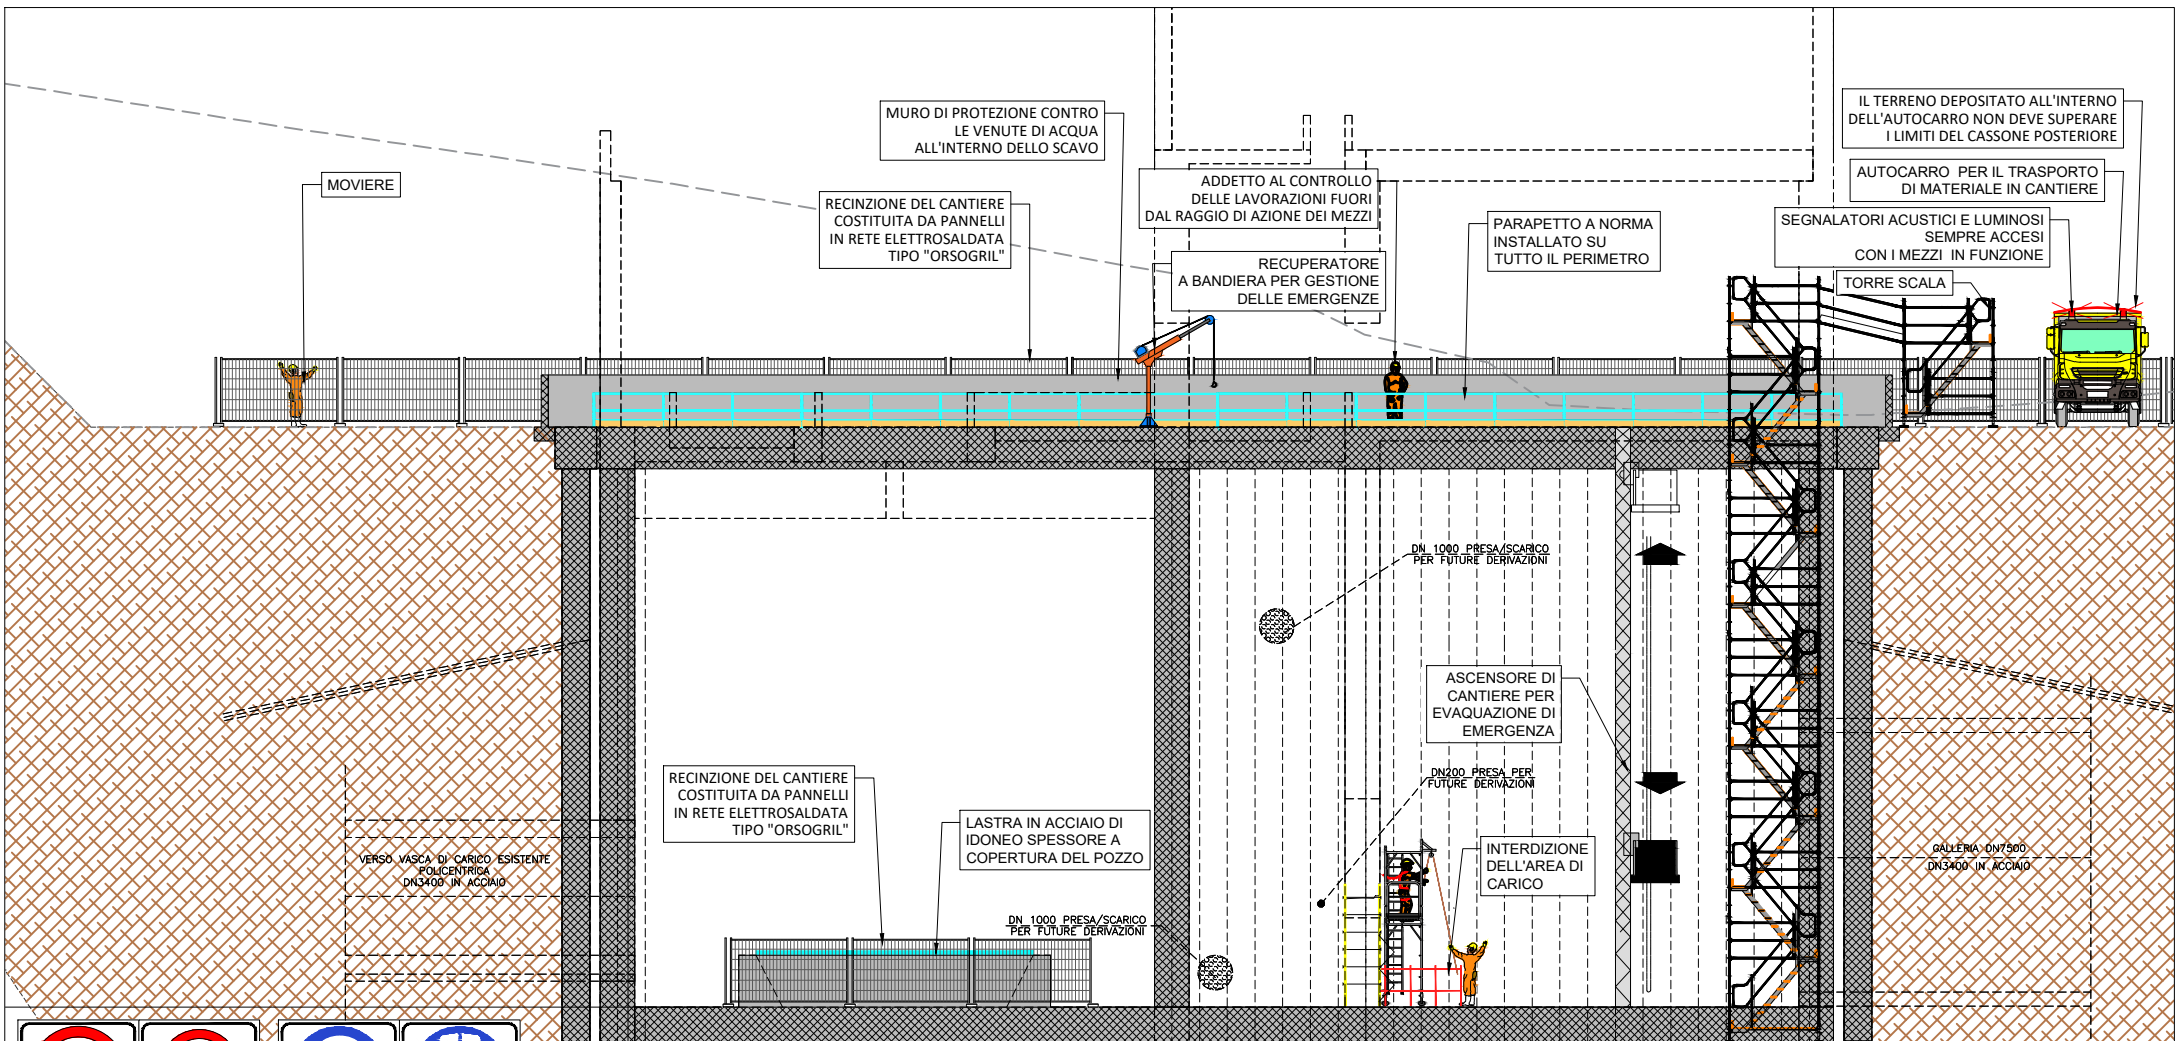 MURO DI PROTEZIONE CONTRO
LE VENUTE DI ACQUA
ALL'INTERNO DELLO SCAVO
IL TERRENO DEPOSITATO ALL'INTERNO
DELL'AUTOCARRO NON DEVE SUPERARE
I LIMITI DEL CASSONE POSTERIORE
MOVIERE
RECINZIONE DEL CANTIERE
COSTITUITA DA PANNELLI
IN RETE ELETTROSALDATA
TIPO "ORSOGRIL"
ADDETTO AL CONTROLLO
DELLE LAVORAZIONI FUORI
DAL RAGGIO DI AZIONE DEI MEZZI
AUTOCARRO PER IL TRASPORTO
DI MATERIALE IN CANTIERE
PARAPETTO A NORMA
INSTALLATO SU
TUTTO IL PERIMETRO
SEGNALATORI ACUSTICI E LUMINOSI
SEMPRE ACCESI
CON I MEZZI IN FUNZIONE
RECUPERATORE
A BANDIERA PER GESTIONE
DELLE EMERGENZE
TORRE SCALA
DN 1000 PRESA/SCARICO
PER FUTURE DERIVAZIONI
ASCENSORE DI
CANTIERE PER
EVAQUAZIONE DI
EMERGENZA
RECINZIONE DEL CANTIERE
COSTITUITA DA PANNELLI
IN RETE ELETTROSALDATA
TIPO "ORSOGRIL"
DN200 PRESA PER
FUTURE DERIVAZIONI
LASTRA IN ACCIAIO DI
IDONEO SPESSORE A
COPERTURA DEL POZZO
INTERDIZIONE
DELL'AREA DI
CARICO
VERSO VASCA DI CARICO ESISTENTE
POLICENTRICA
DN3400 IN ACCIAIO
GALLERIA DN7500
DN3400 IN ACCIAIO
DN 1000 PRESA/SCARICO
PER FUTURE DERIVAZIONI